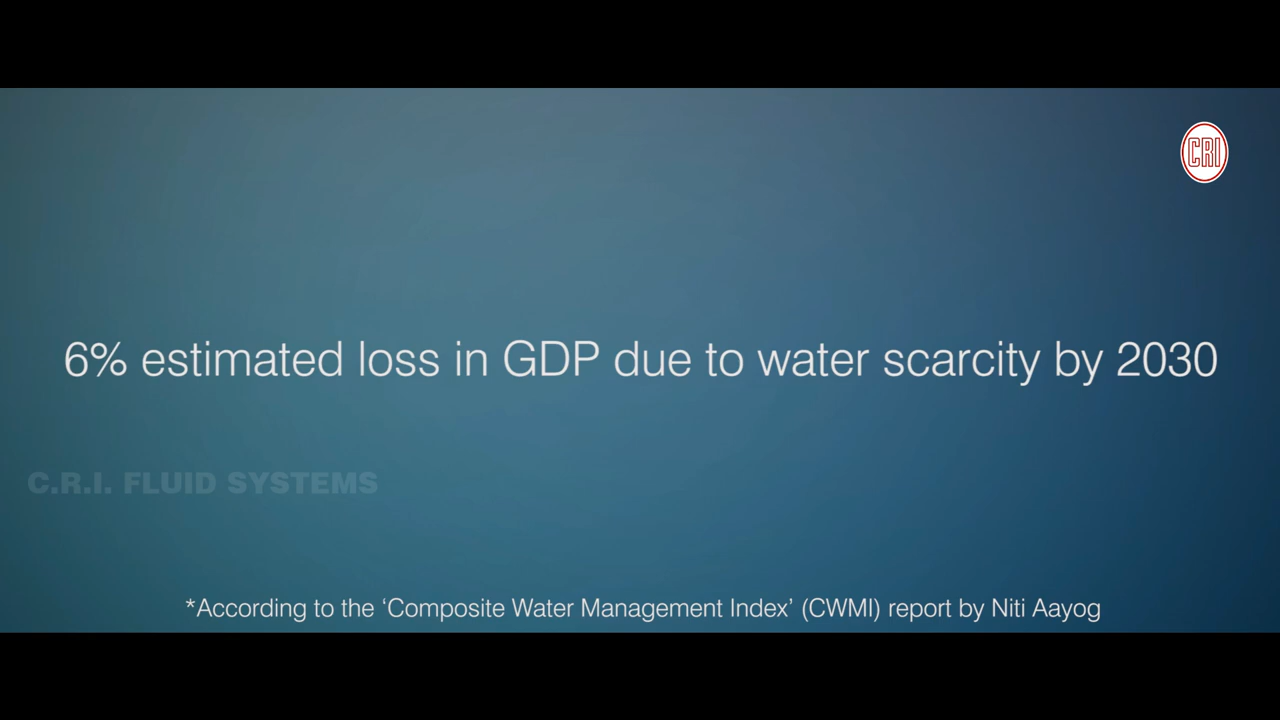 CRI
6% estimated loss in GDP due to water scarcity by 2030
C.R.I. FLUID SYSTEMS
*According to the ‘Composite Water Management Index’ (CWMI) report by Niti Aayog